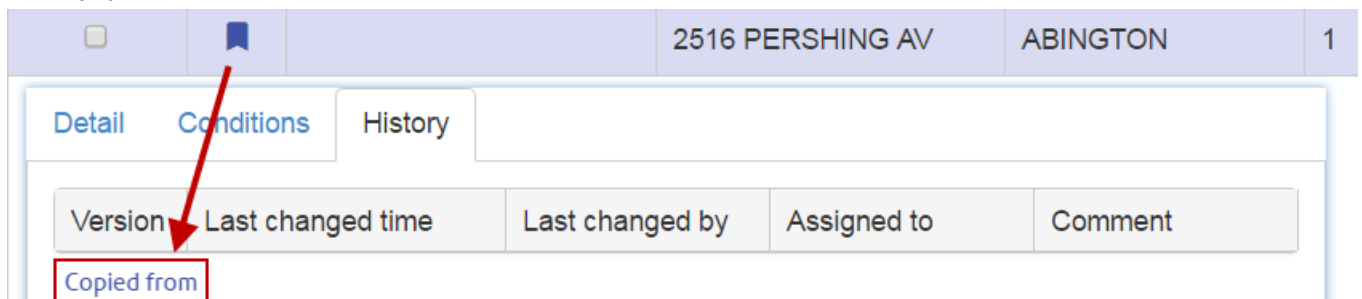 2516 PERSHING AV ABINGTON 1
Detail Conditions History
Version Last changed time Last changed by Assigned to Comment
Copied from